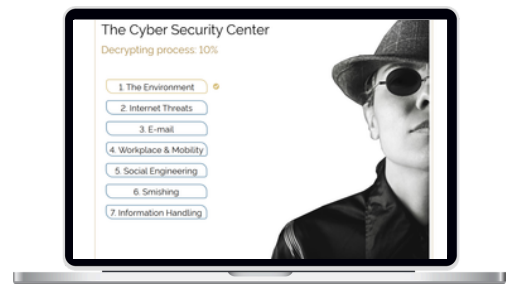 The Cyber Security Center
Decrypting process: 10%
1. The Environment
2. Internet Threats
3. E-mail
4. Workplace & Mobility
5. Social Engineering
6. Smishing
7. Information Handling